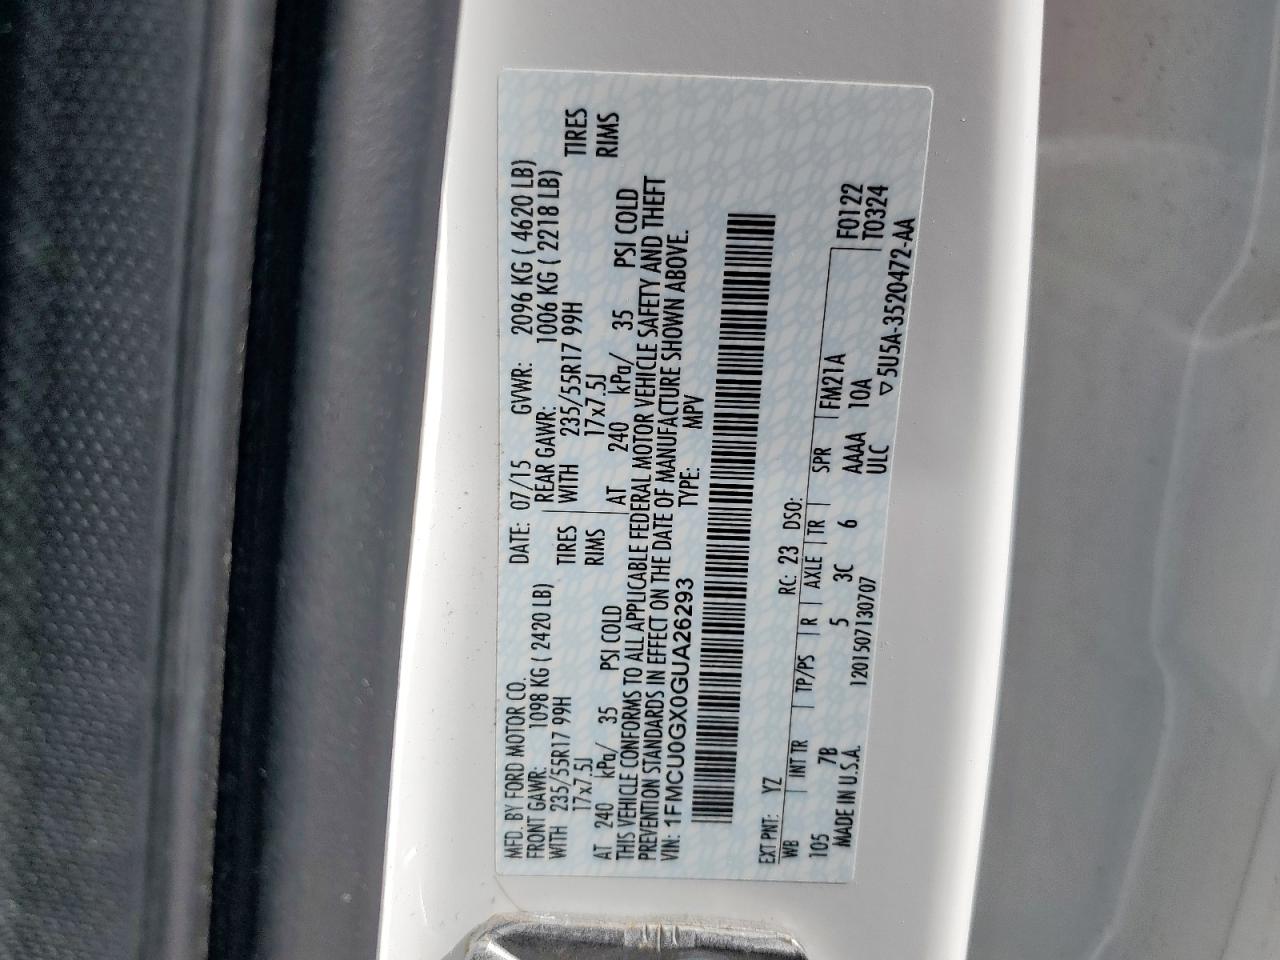 MFD. BY FORD MOTOR CO.
DATE: 07/15 GVWR: 2096 KG ( 4620 LB)
FRONT GAWR: 1098 KG ( 2420 LB)
REAR GAWR: 1006 KG ( 2218 LB)
WITH 235/55R17 99H TIRES
WITH 235/55R17 99H TIRES
17x7.5J RIMS
17x7.5J RIMS
AT 240 kPa/ 35 PSI COLD
AT 240 kPa/ 35 PSI COLD
THIS VEHICLE CONFORMS TO ALL APPLICABLE FEDERAL MOTOR VEHICLE SAFETY AND THEFT
PREVENTION STANDARDS IN EFFECT ON THE DATE OF MANUFACTURE SHOWN ABOVE.
VIN: 1FMCU0GX0GUA26293 TYPE: MPV
EXT PNT: YZ RC: 23 DSO:
WB INT TR TP/PS R AXLE TR SPR FM21A F0122
105 7B 5 3C 6 AAAA 10A T0324
MADE IN U.S.A. 1201507130707 ULC ▽ 5U5A-3520472-AA